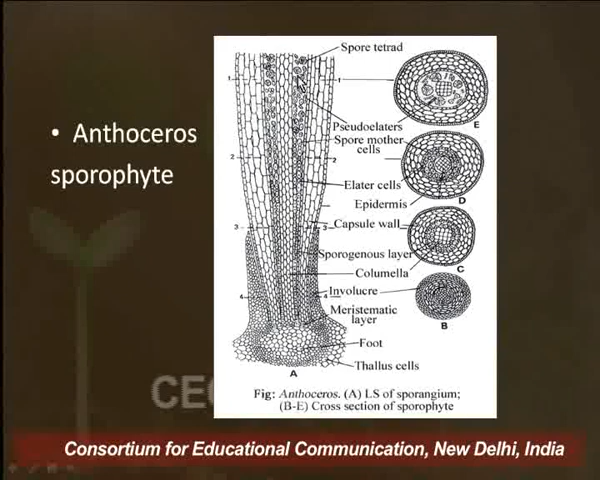 • Anthoceros
sporophyte
Spore tetrad
1
1
E
Pseudoelaters
Spore mother
cells
2
2
Elater cells
D
Epidermis
Capsule wall
3
3
Sporogenous layer
C
Columella
Involucre
4
4
B
Meristematic
layer
Foot
Thallus cells
A
Fig: Anthoceros. (A) LS of sporangium;
(B-E) Cross section of sporophyte
CEC
Consortium for Educational Communication, New Delhi, India